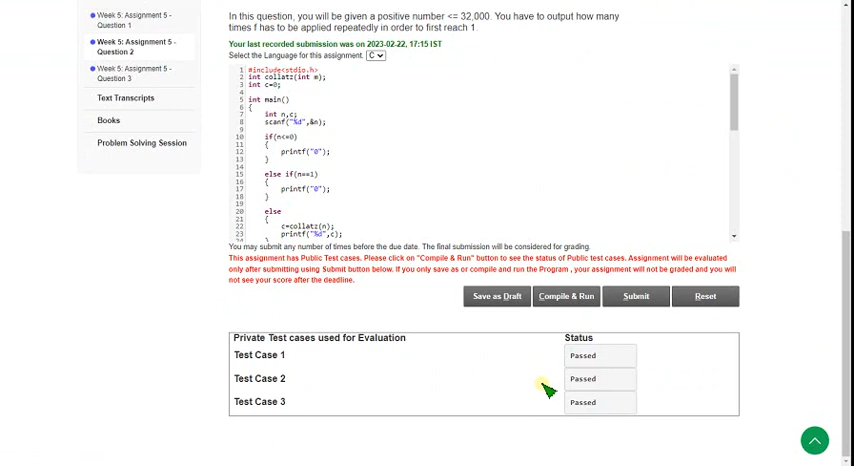 Week 5: Assignment 5 -
Question 1
Week 5: Assignment 5 -
Question 2
Week 5: Assignment 5 -
Question 3
Text Transcripts
Books
Problem Solving Session
In this question, you will be given a positive number <= 32,000. You have to output how many
times f has to be applied repeatedly in order to first reach 1.
Your last recorded submission was on 2023-02-22, 17:15 IST
Select the Language for this assignment. C
1 #include<stdio.h>
2 int collatz(int m);
3 int c=0;
4
5 int main()
6 {
7 int n,c;
8 scanf("%d",&n);
9
10 if(n<=0)
11 {
12 printf("0");
13 }
14
15 else if(n==1)
16 {
17 printf("0");
18 }
19
20 else
21 {
22 c=collatz(n);
23 printf("%d",c);
24 }
You may submit any number of times before the due date. The final submission will be considered for grading.
This assignment has Public Test cases. Please click on "Compile & Run" button to see the status of Public test cases. Assignment will be evaluated
only after submitting using Submit button below. If you only save as or compile and run the Program , your assignment will not be graded and you will
not see your score after the deadline.
Save as Draft Compile & Run Submit Reset
Private Test cases used for Evaluation Status
Test Case 1 Passed
Test Case 2 Passed
Test Case 3 Passed